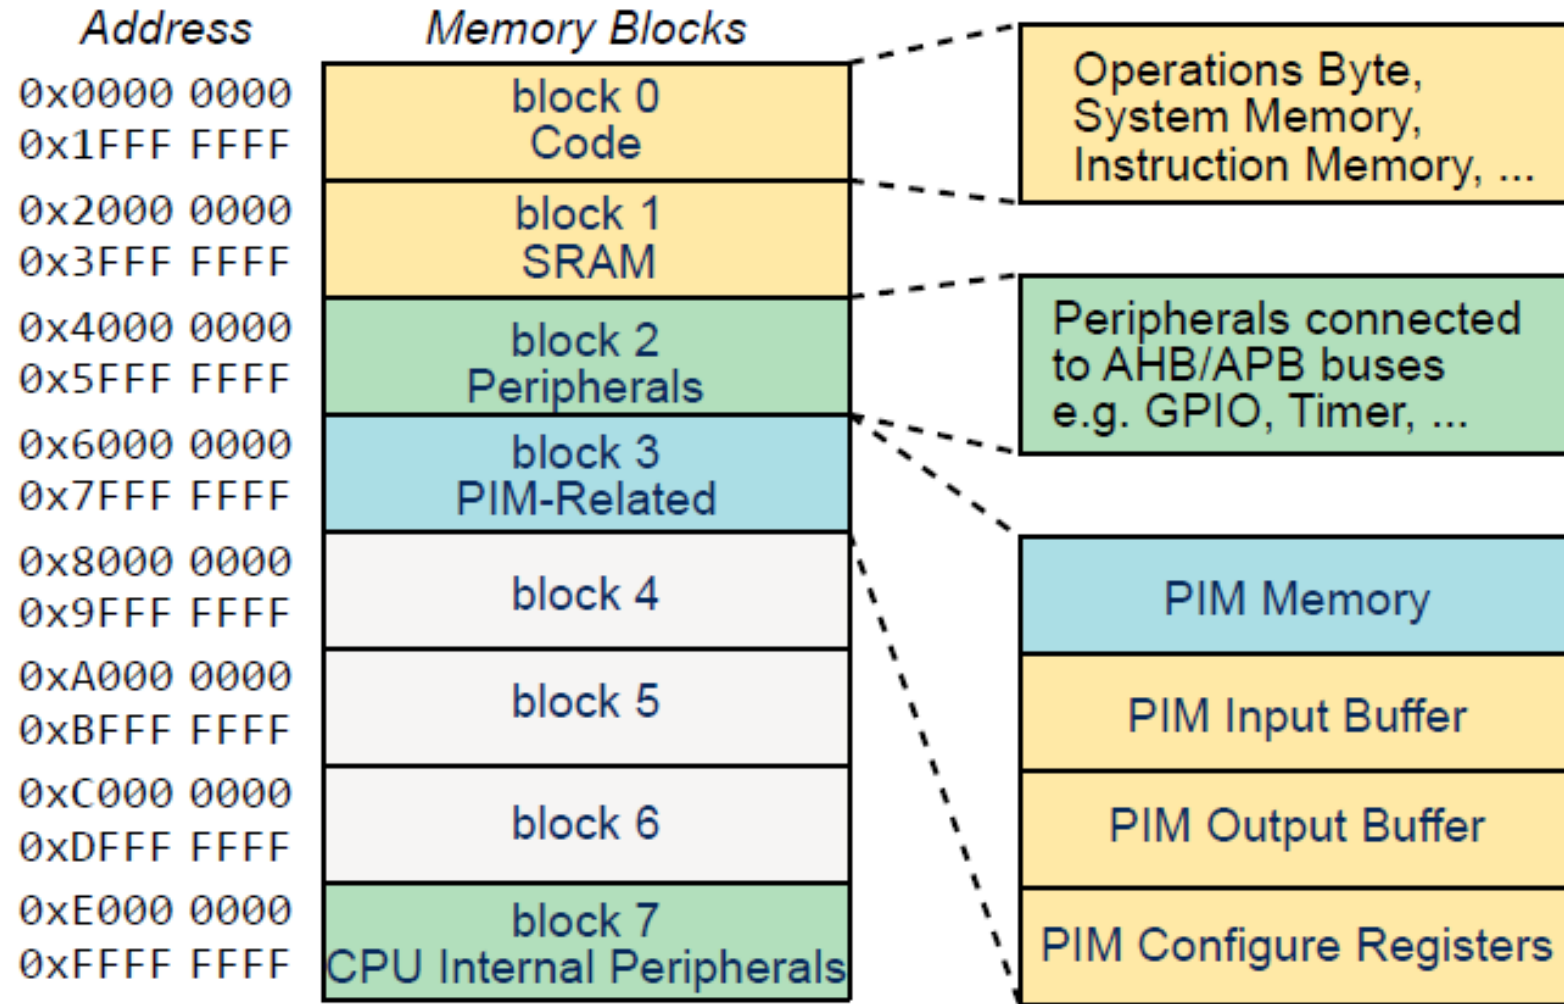 Address
Memory Blocks
0x0000 0000
0x1FFF FFFF
block 0
Code
0x2000 0000
0x3FFF FFFF
block 1
SRAM
0x4000 0000
0x5FFF FFFF
block 2
Peripherals
0x6000 0000
0x7FFF FFFF
block 3
PIM-Related
0x8000 0000
0x9FFF FFFF
block 4
0xA000 0000
0xBFFF FFFF
block 5
0xC000 0000
0xDFFF FFFF
block 6
0xE000 0000
0xFFFF FFFF
block 7
CPU Internal Peripherals
Operations Byte,
System Memory,
Instruction Memory, ...
Peripherals connected
to AHB/APB buses
e.g. GPIO, Timer, ...
PIM Memory
PIM Input Buffer
PIM Output Buffer
PIM Configure Registers